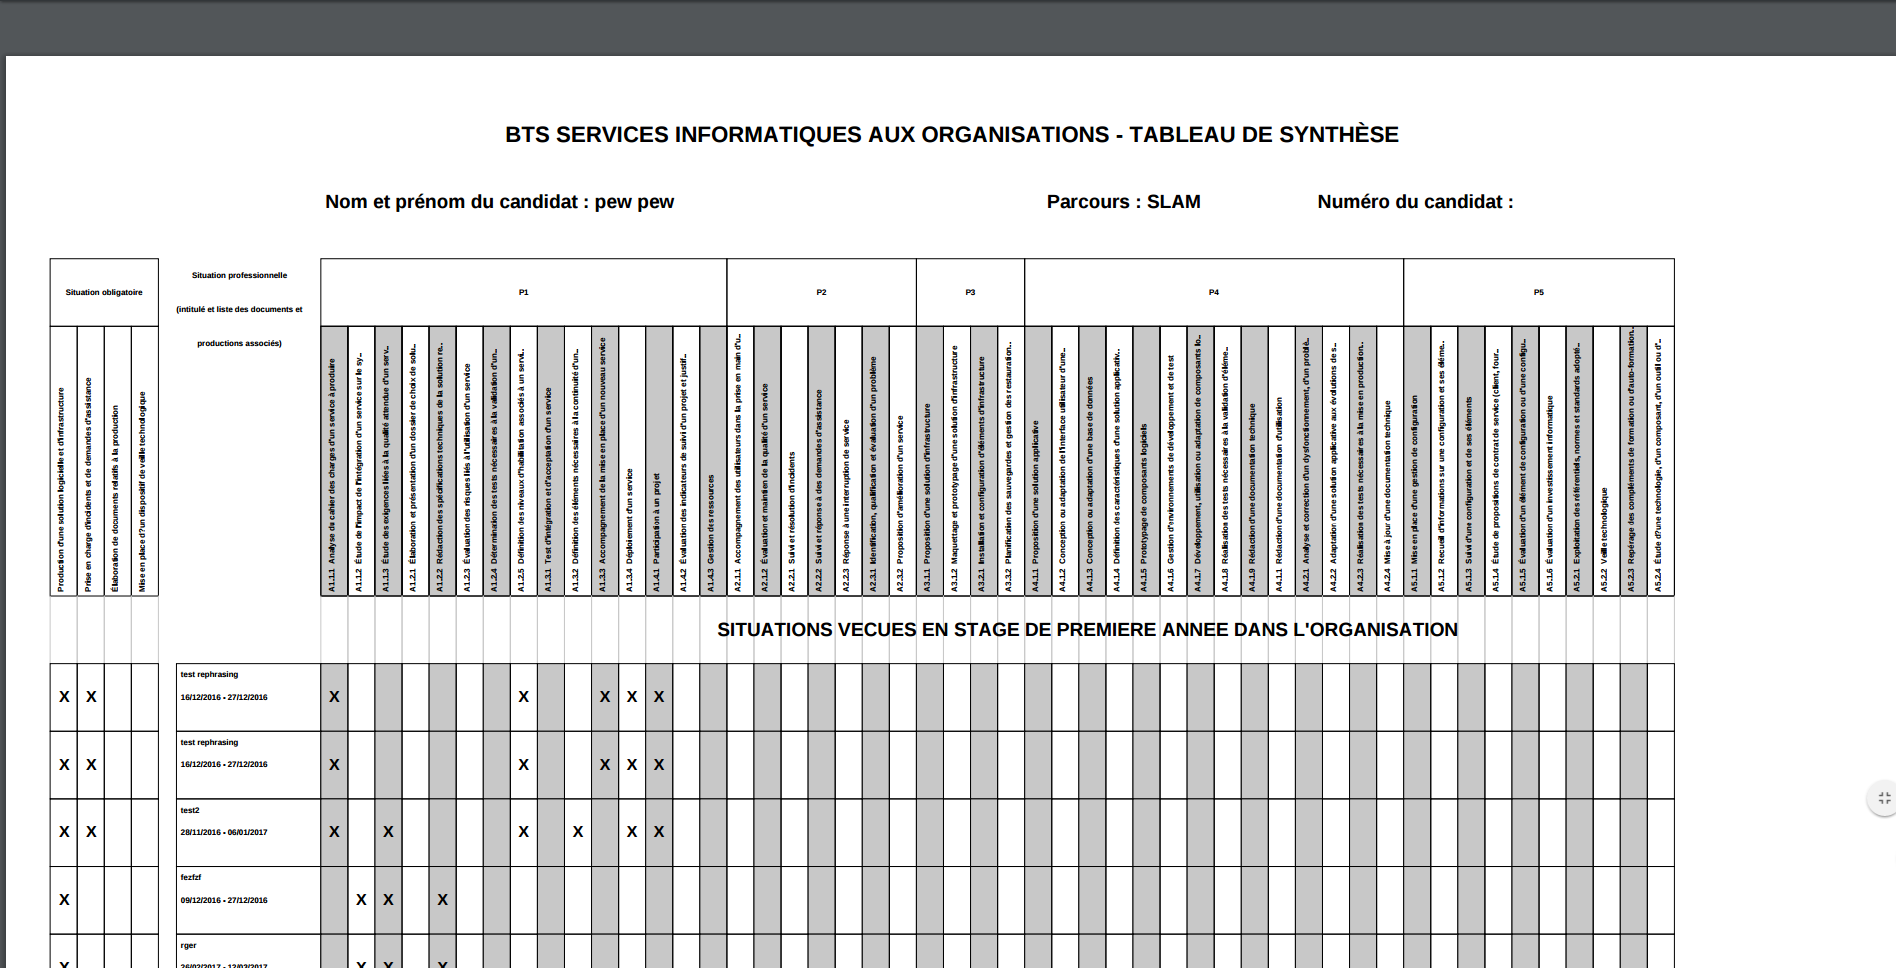 BTS SERVICES INFORMATIQUES AUX ORGANISATIONS - TABLEAU DE SYNTHÈSE
Nom et prénom du candidat : pew pew
Parcours : SLAM
Numéro du candidat :
Situation obligatoire
Situation professionnelle
(intitulé et liste des documents et
productions associés)
P1
P2
P3
P4
P5
Production d'une solution logicielle et d'infrastructure
Prise en charge d'incidents et de demandes d'assistance
Élaboration de documents relatifs à la production
Mise en place d?un dispositif de veille technologique
A1.1.1 Analyse du cahier des charges d'un service à produire
A1.1.2 Étude de l'impact de l'intégration d'un service sur le sy...
A1.1.3 Étude des exigences liées à la qualité attendue d'un serv...
A1.2.1 Élaboration et présentation d'un dossier de choix de solu...
A1.2.2 Rédaction des spécifications techniques de la solution re...
A1.2.3 Évaluation des risques liés à l'utilisation d'un service
A1.2.4 Détermination des tests nécessaires à la validation d'un...
A1.2.5 Définition des niveaux d'habilitation associés à un servi...
A1.3.1 Test d'intégration et d'acceptation d'un service
A1.3.2 Définition des éléments nécessaires à la continuité d'un...
A1.3.3 Accompagnement de la mise en place d'un nouveau service
A1.3.4 Déploiement d'un service
A1.4.1 Participation à un projet
A1.4.2 Évaluation des indicateurs de suivi d'un projet et justif...
A1.4.3 Gestion des ressources
A2.1.1 Accompagnement des utilisateurs dans la prise en main d'u...
A2.1.2 Évaluation et maintien de la qualité d'un service
A2.2.1 Suivi et résolution d'incidents
A2.2.2 Suivi et réponse à des demandes d'assistance
A2.2.3 Réponse à une interruption de service
A2.3.1 Identification, qualification et évaluation d'un problème
A2.3.2 Proposition d'amélioration d'un service
A3.1.1 Proposition d'une solution d'infrastructure
A3.1.2 Maquettage et prototypage d'une solution d'infrastructure
A3.2.1 Installation et configuration d'éléments d'infrastructure
A3.3.2 Planification des sauvegardes et gestion des restauration...
A4.1.1 Proposition d'une solution applicative
A4.1.2 Conception ou adaptation de l'interface utilisateur d'une...
A4.1.3 Conception ou adaptation d'une base de données
A4.1.4 Définition des caractéristiques d'une solution applicativ...
A4.1.5 Prototypage de composants logiciels
A4.1.6 Gestion d'environnements de développement et de test
A4.1.7 Développement, utilisation ou adaptation de composants lo...
A4.1.8 Réalisation des tests nécessaires à la validation d'éléme...
A4.1.9 Rédaction d'une documentation technique
A4.1.1 Rédaction d'une documentation d'utilisation
A4.2.1 Analyse et correction d'un dysfonctionnement, d'un problè...
A4.2.2 Adaptation d'une solution applicative aux évolutions de s...
A4.2.3 Réalisation des tests nécessaires à la mise en production...
A4.2.4 Mise à jour d'une documentation technique
A5.1.1 Mise en place d'une gestion de configuration
A5.1.2 Recueil d'informations sur une configuration et ses éléme...
A5.1.3 Suivi d'une configuration et de ses éléments
A5.1.4 Étude de propositions de contrat de service (client, four...
A5.1.5 Évaluation d'un élément de configuration ou d'une configu...
A5.1.6 Évaluation d'un investissement informatique
A5.2.1 Exploitation des référentiels, normes et standards adopté...
A5.2.2 Veille technologique
A5.2.3 Repérage des compléments de formation ou d'auto-formation...
A5.2.4 Étude d'une technologie, d'un composant, d'un outil ou d'...
SITUATIONS VECUES EN STAGE DE PREMIERE ANNEE DANS L'ORGANISATION
test rephrasing
X X 16/12/2016 - 27/12/2016 X X X X X
test rephrasing
X X 16/12/2016 - 27/12/2016 X X X X X
test2
X X 28/11/2016 - 06/01/2017 X X X X X X
fezfzf
X 09/12/2016 - 27/12/2016 X X X
rger
X 26/02/2017 - 12/03/2017 X X X